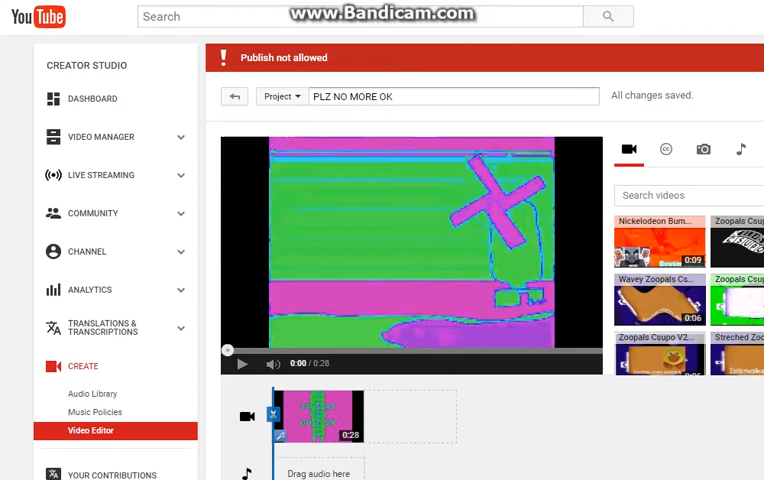 You Tube
Search
www.Bandicam.com
CREATOR STUDIO
! Publish not allowed
DASHBOARD
Project
PLZ NO MORE OK
All changes saved.
VIDEO MANAGER
LIVE STREAMING
CC
Search videos
COMMUNITY
Nickelodeon Bum...
Zoopals Csup
CHANNEL
0:09
ANALYTICS
Wavey Zoopals Cs...
Zoopals Csup
0:06
TRANSLATIONS &
TRANSCRIPTIONS
Zoopals Csupo V2...
Streched Zoo
CREATE
0:00 / 0:28
Audio Library
Music Policies
Video Editor
0:28
YOUR CONTRIBUTIONS
Drag audio here